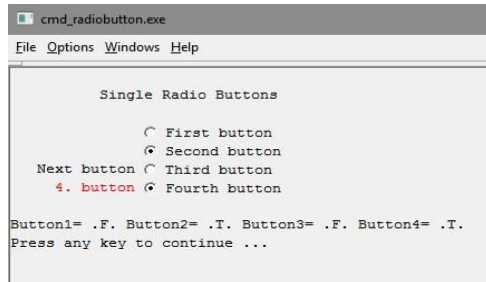 cmd_radiobutton.exe
File Options Windows Help
Single Radio Buttons
First button
Second button
Next button Third button
4. button Fourth button
Button1= .F. Button2= .T. Button3= .F. Button4= .T.
Press any key to continue ...